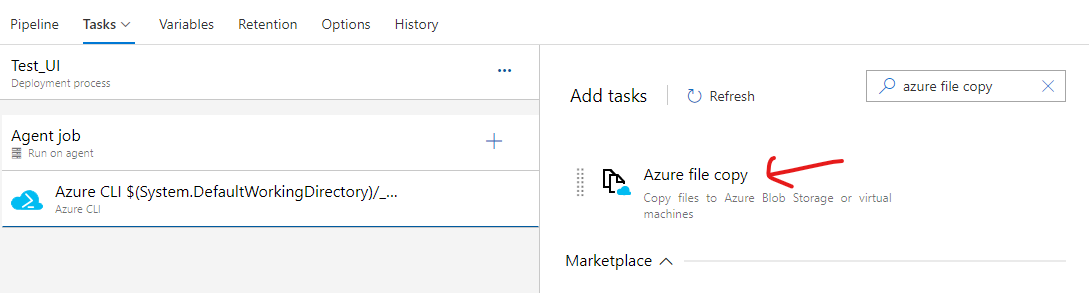 Pipeline Tasks Variables Retention Options History
Test_UI
Deployment process
...
Agent job
Run on agent
Azure CLI $(System.DefaultWorkingDirectory)/_...
Azure CLI
Add tasks Refresh azure file copy
Azure file copy
Copy files to Azure Blob Storage or virtual
machines
Marketplace